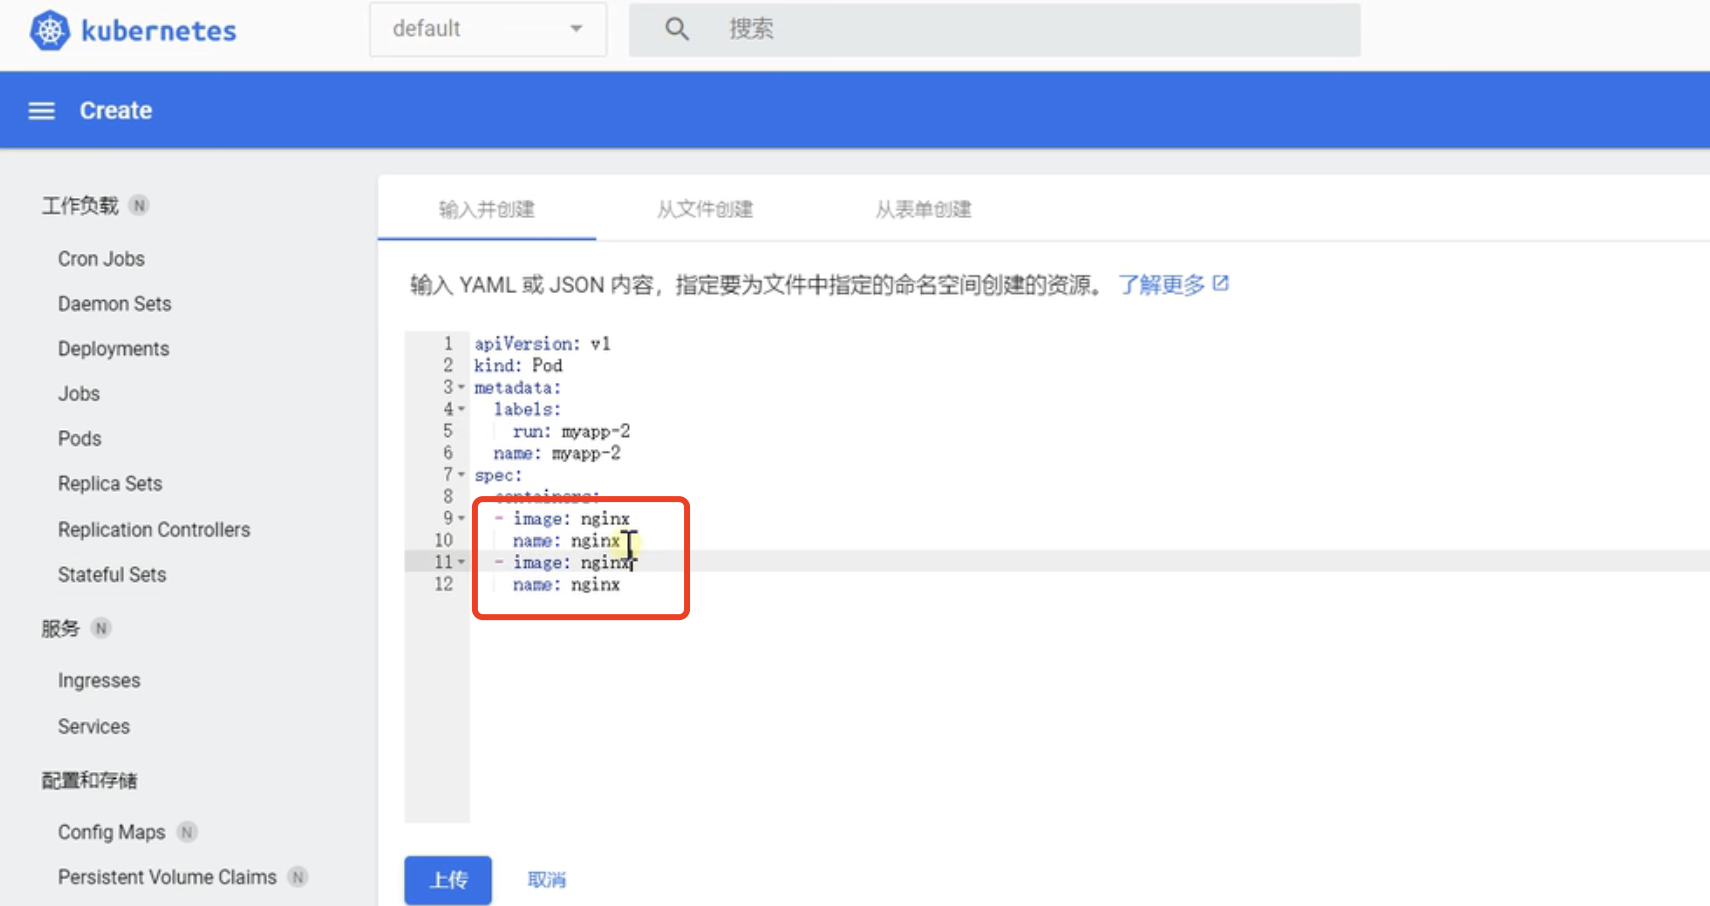 kubernetes
default
搜索
Create
工作负载 N
Cron Jobs
Daemon Sets
Deployments
Jobs
Pods
Replica Sets
Replication Controllers
Stateful Sets
服务 N
Ingresses
Services
配置和存储
Config Maps N
Persistent Volume Claims N
输入并创建 从文件创建 从表单创建
输入 YAML 或 JSON 内容，指定要为文件中指定的命名空间创建的资源。 了解更多
1 apiVersion: v1
2 kind: Pod
3 metadata:
4 labels:
5 run: myapp-2
6 name: myapp-2
7 spec:
8 containers:
9 - image: nginx
10 name: nginx
11 - image: nginx
12 name: nginx
上传 取消